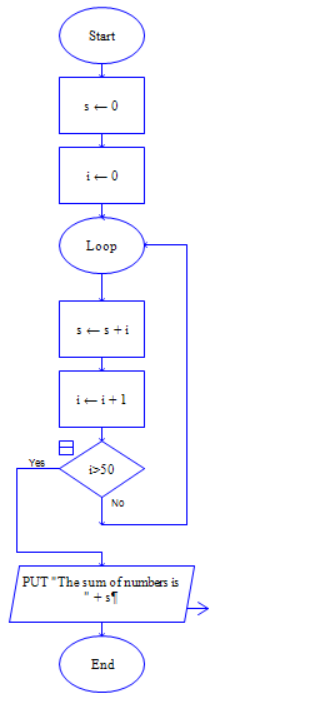 Start
s ← 0
i ← 0
Loop
s ← s + i
i ← i + 1
i>50
Yes
No
PUT "The sum of numbers is
" + s¶
End